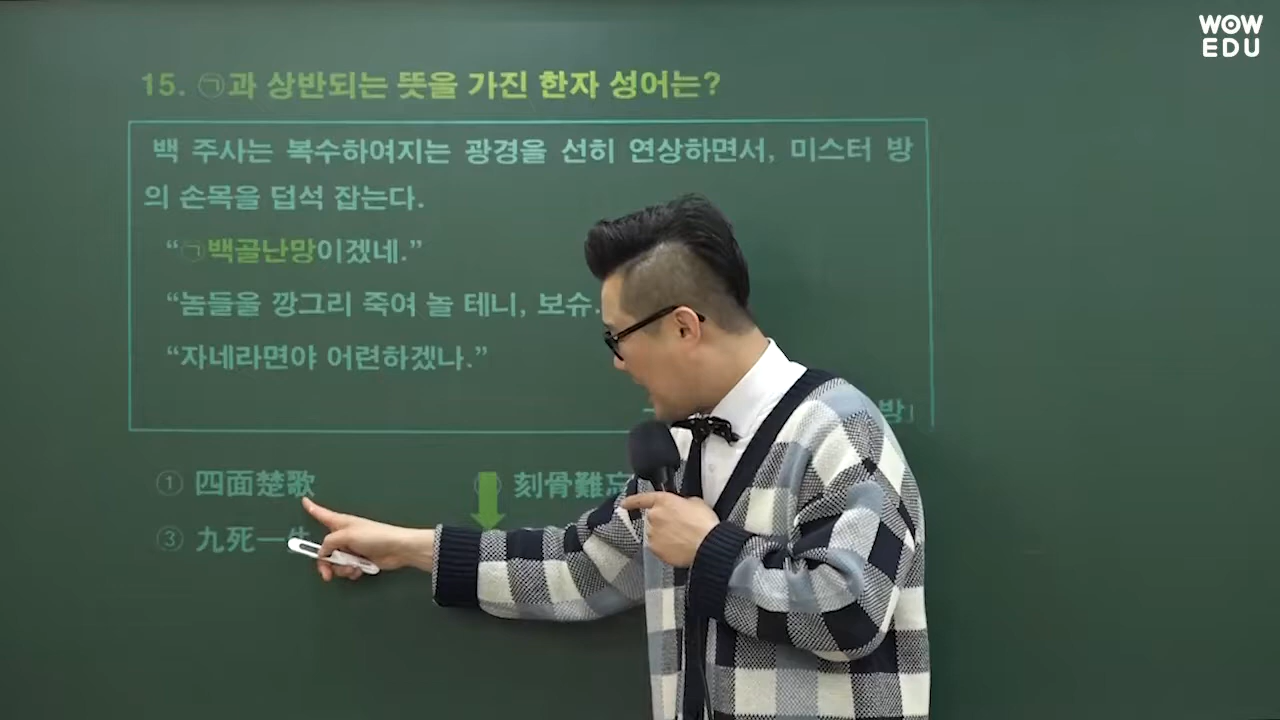 WOW
EDU
15. ㉠과 상반되는 뜻을 가진 한자 성어는?
백 주사는 복수하여지는 광경을 선히 연상하면서, 미스터 방
의 손목을 덥석 잡는다.
“㉠백골난망이겠네.”
“놈들을 깡그리 죽여 놀 테니, 보슈.
“자네라면야 어련하겠나.”
방」
① 四面楚歌
刻骨難忘
③ 九死一